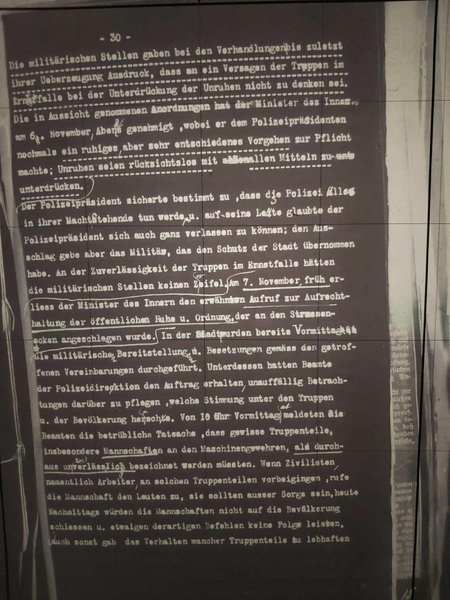 - 30 -
Die militärischen Stellen gaben bei den Verhandlungen bis zuletzt
ihrer Ueberzeugung Ausdruck, dass an ein Versagen der Truppen im
Ernstfalle bei der Unterdrückung der Unruhen nicht zu denken sei.
Die in Aussicht genommenen Anordnungen hat der Minister des Innern
am 6. November, Abend genehmigt, wobei er dem Polizeipräsidenten
nochmals ein ruhiges, aber sehr entschiedenes Vorgehen zur Pflicht
machte; Unruhen seien rücksichtslos mit allen Mitteln zu
unterdrücken.
Der Polizeipräsident sicherte bestimmt zu, dass die Polizei Alles
in ihrer Macht stehende tun werde u. auf seine Leute glaubte der
Polizeipräsident sich auch ganz verlassen zu können; den Aus-
schlag gebe aber das Militär, das den Schutz der Stadt übernommen
habe. An der Zuverlässigkeit der Truppen im Ernstfalle hätten
die militärischen Stellen keinen Zeifel. Am 7. November früh er-
liess der Minister des Innern den erwähnten Aufruf zur Aufrecht-
haltung der öffentlichen Ruhe u. Ordnung, der an den Strassen-
ecken angeschlagen wurde. In der Stadt wurden bereits Vormittags
die militärische Bereitstellung u. Besetzungen gemäss den getrof-
fenen Vereinbarungen durchgeführt. Unterdessen hatten Beamte
der Polizeidirektion den Auftrag erhalten, unauffällig Betrach-
tungen darüber zu pflegen, welche Stimmung unter den Truppen
u. der Bevölkerung herrschte. Von 10 Uhr Vormittag meldeten die
Beamten die betrübliche Tatsache, dass gewisse Truppenteile,
insbesondere Mannschaften an den Maschinengewehren, als durch-
aus unverlässlich bezeichnet werden müssten. Wenn Zivilisten
namentlich Arbeiter, an solchen Truppenteilen vorbeigingen, rufe
die Mannschaft den Leuten zu, sie sollten ausser Sorge sein, heute
Nachmittags würden die Mannschaften nicht auf die Bevölkerung
schiessen u. etwaigen derartigen Befehlen keine Folge leisten,
auch sonst gab das Verhalten mancher Truppenteile zu lebhaften